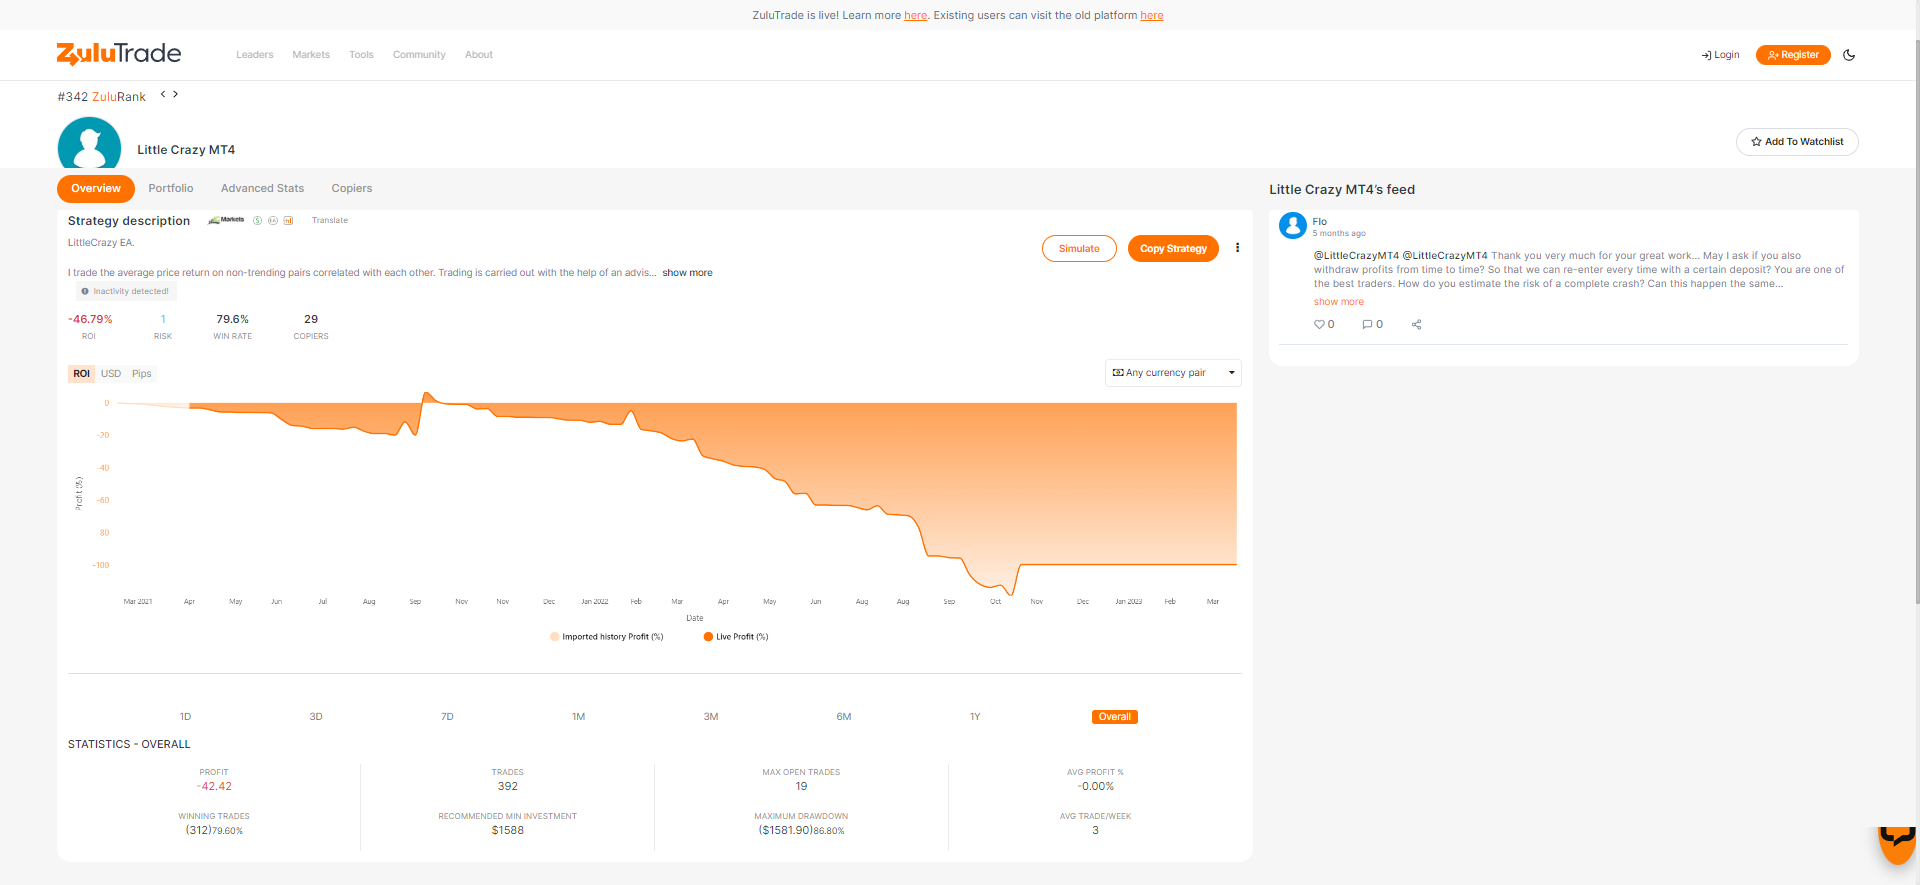 ZuluTrade is live! Learn more here. Existing users can visit the old platform here
ZuluTrade
Leaders Markets Tools Community About
Login
Register
#342 ZuluRank
Little Crazy MT4
Add To Watchlist
Overview Portfolio Advanced Stats Copiers
Strategy description
Markets
Translate
LittleCrazy EA.
Simulate
Copy Strategy
I trade the average price return on non-trending pairs correlated with each other. Trading is carried out with the help of an advis... show more
Inactivity detected!
-46.79% 1 79.6% 29
ROI RISK WIN RATE COPIERS
ROI USD Pips
Any currency pair
0
-20
-40
-60
80
-100
Profit (%)
Mar 2021 Apr May Jun Jul Aug Sep Nov Nov Dec Jan 2022 Feb Mar Apr May Jun Aug Aug Sep Oct Nov Dec Jan 2023 Feb Mar
Date
Imported history Profit (%) Live Profit (%)
1D 3D 7D 1M 3M 6M 1Y Overall
STATISTICS - OVERALL
PROFIT TRADES MAX OPEN TRADES AVG PROFIT %
-42.42 392 19 -0.00%
WINNING TRADES RECOMMENDED MIN INVESTMENT MAXIMUM DRAWDOWN AVG TRADE/WEEK
(312)79.60% $1588 ($1581.90)86.80% 3
Little Crazy MT4's feed
Flo
5 months ago
@LittleCrazyMT4 @LittleCrazyMT4 Thank you very much for your great work... May I ask if you also
withdraw profits from time to time? So that we can re-enter every time with a certain deposit? You are one of
the best traders. How do you estimate the risk of a complete crash? Can this happen the same...
show more
0 0